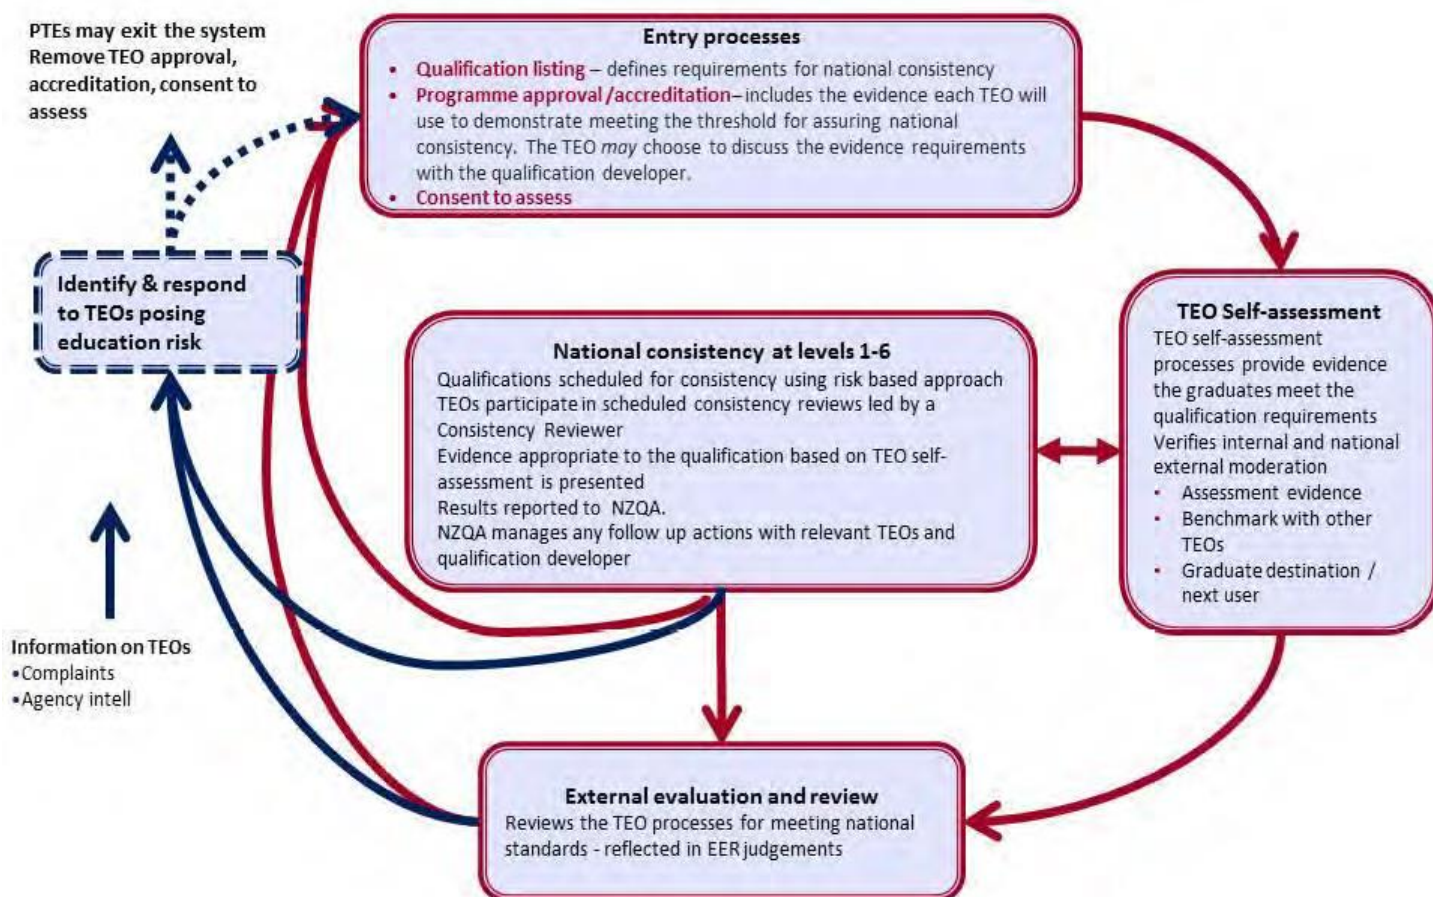 PTEs may exit the system
Remove TEO approval,
accreditation, consent to
assess
Entry processes
• Qualification listing – defines requirements for national consistency
• Programme approval/accreditation– includes the evidence each TEO will
use to demonstrate meeting the threshold for assuring national
consistency. The TEO may choose to discuss the evidence requirements
with the qualification developer.
• Consent to assess
Identify & respond
to TEOs posing
education risk
National consistency at levels 1-6
Qualifications scheduled for consistency using risk based approach
TEOs participate in scheduled consistency reviews led by a
Consistency Reviewer
Evidence appropriate to the qualification based on TEO self-
assessment is presented
Results reported to NZQA.
NZQA manages any follow up actions with relevant TEOs and
qualification developer
TEO Self-assessment
TEO self-assessment
processes provide evidence
the graduates meet the
qualification requirements
Verifies internal and national
external moderation
• Assessment evidence
• Benchmark with other
TEOs
• Graduate destination /
next user
Information on TEOs
•Complaints
•Agency intell
External evaluation and review
Reviews the TEO processes for meeting national
standards - reflected in EER judgements